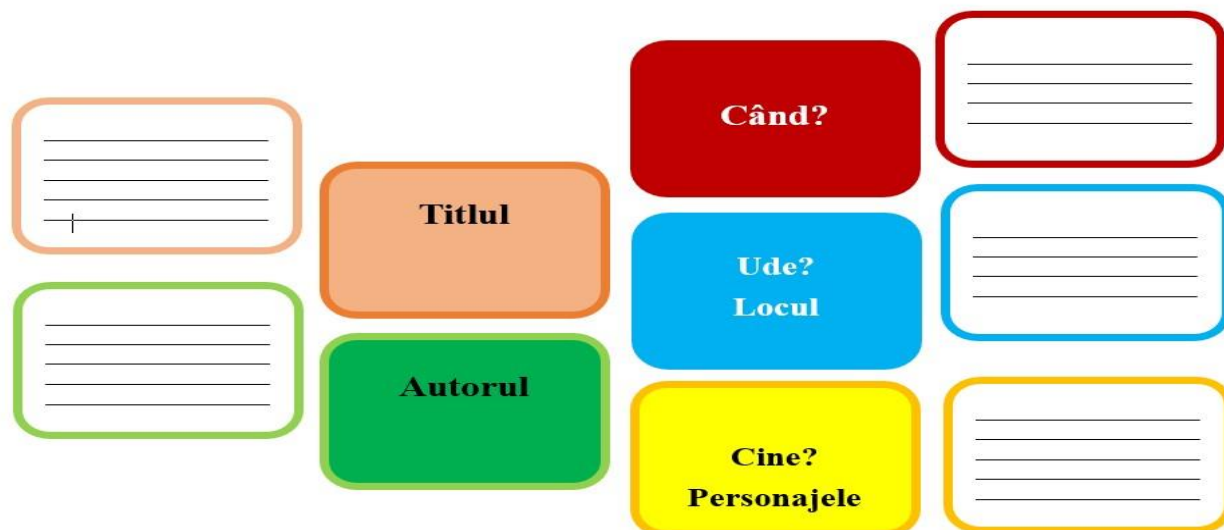 Titlul
Autorul
Când?
Ude?
Locul
Cine?
Personajele